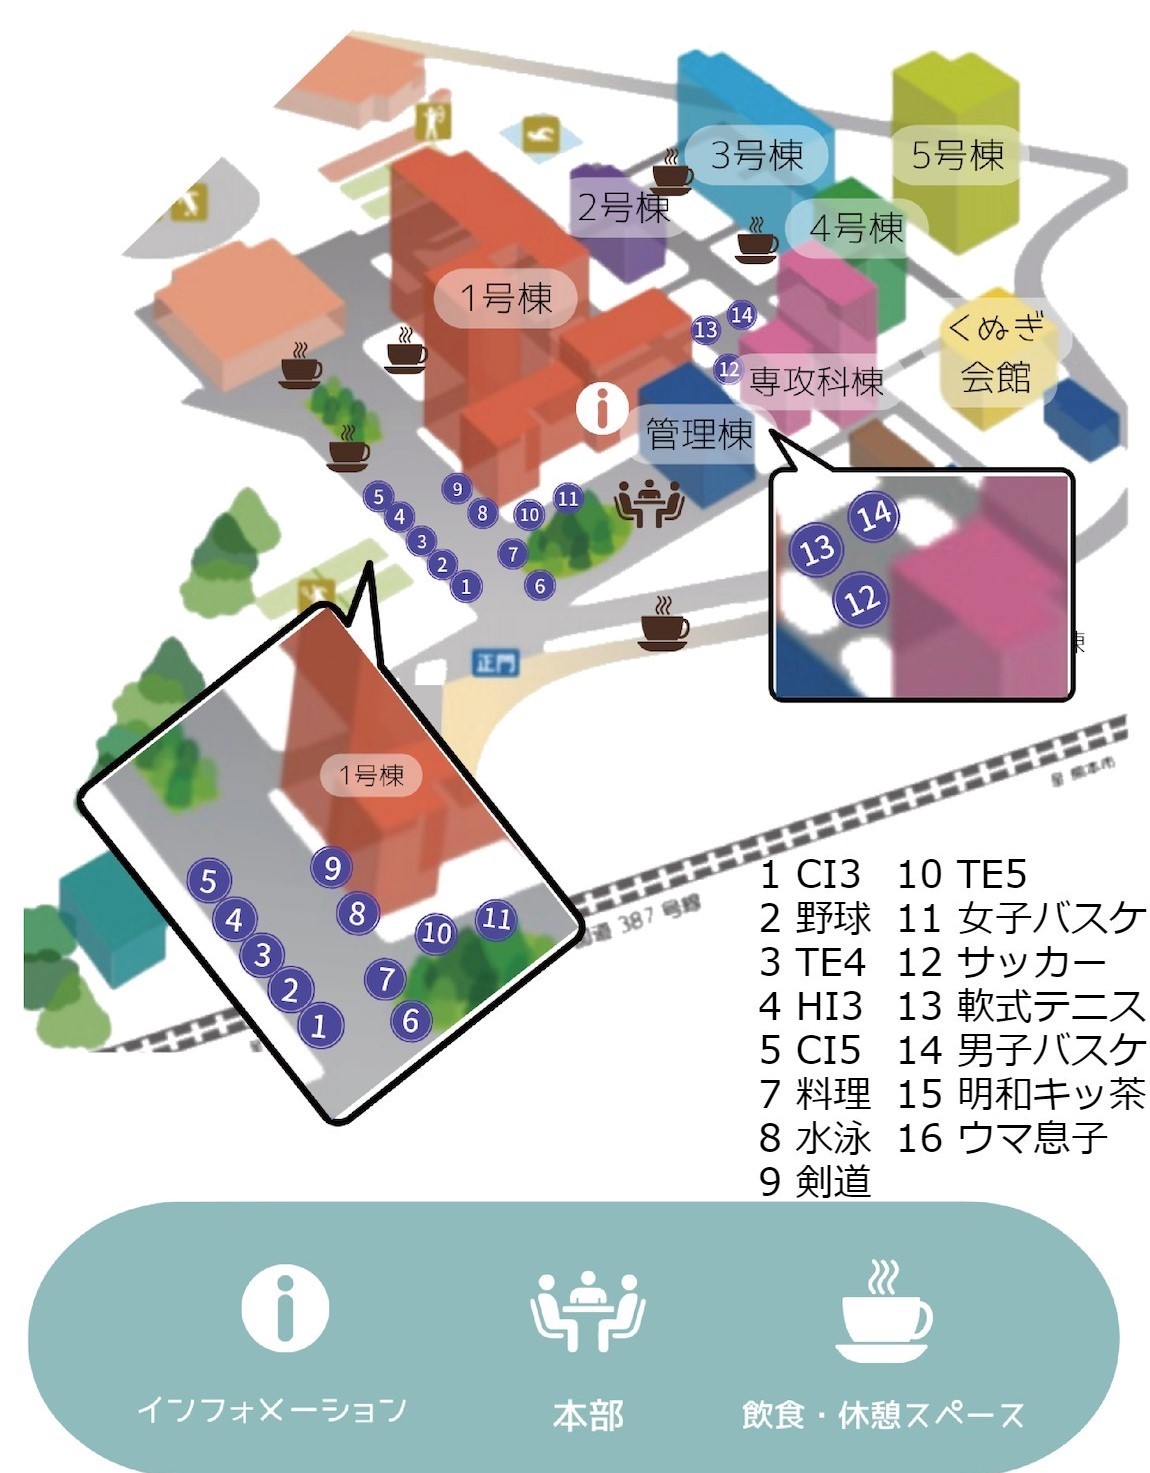 3号棟
5号棟
2号棟
4号棟
1号棟
14
13
くぬぎ
会館
12
専攻科棟
管理棟
5
9
11
4
8
10
3
7
2
1
6
14
13
12
棟
正門
1号棟
至 熊本市
国道 387 号線
9
5
8
4
11
10
3
7
2
6
1
1 CI3
2 野球
3 TE4
4 HI3
5 CI5
7 料理
8 水泳
9 剣道
10 TE5
11 女子バスケ
12 サッカー
13 軟式テニス
14 男子バスケ
15 明和キッ茶
16 ウマ息子
インフォメーション
本部
飲食・休憩スペース